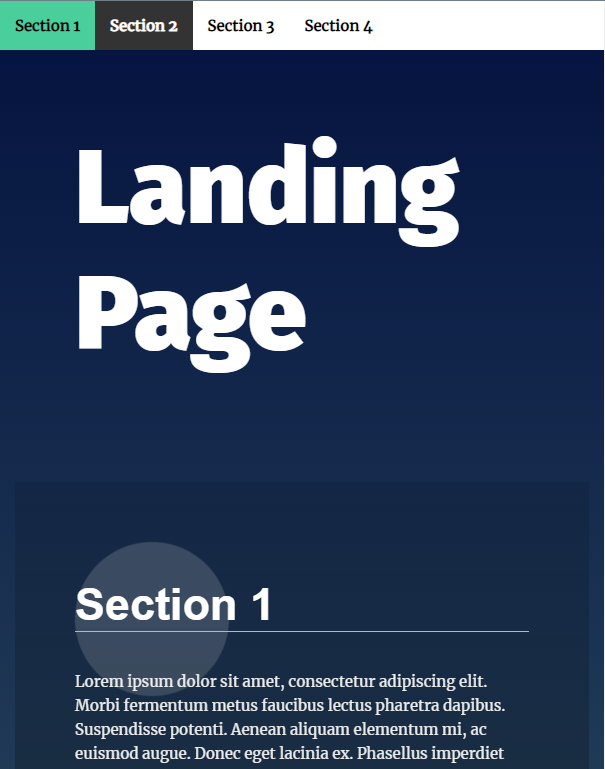 Section 1 Section 2 Section 3 Section 4
Landing
Page
Section 1
Lorem ipsum dolor sit amet, consectetur adipiscing elit.
Morbi fermentum metus faucibus lectus pharetra dapibus.
Suspendisse potenti. Aenean aliquam elementum mi, ac
euismod augue. Donec eget lacinia ex. Phasellus imperdiet